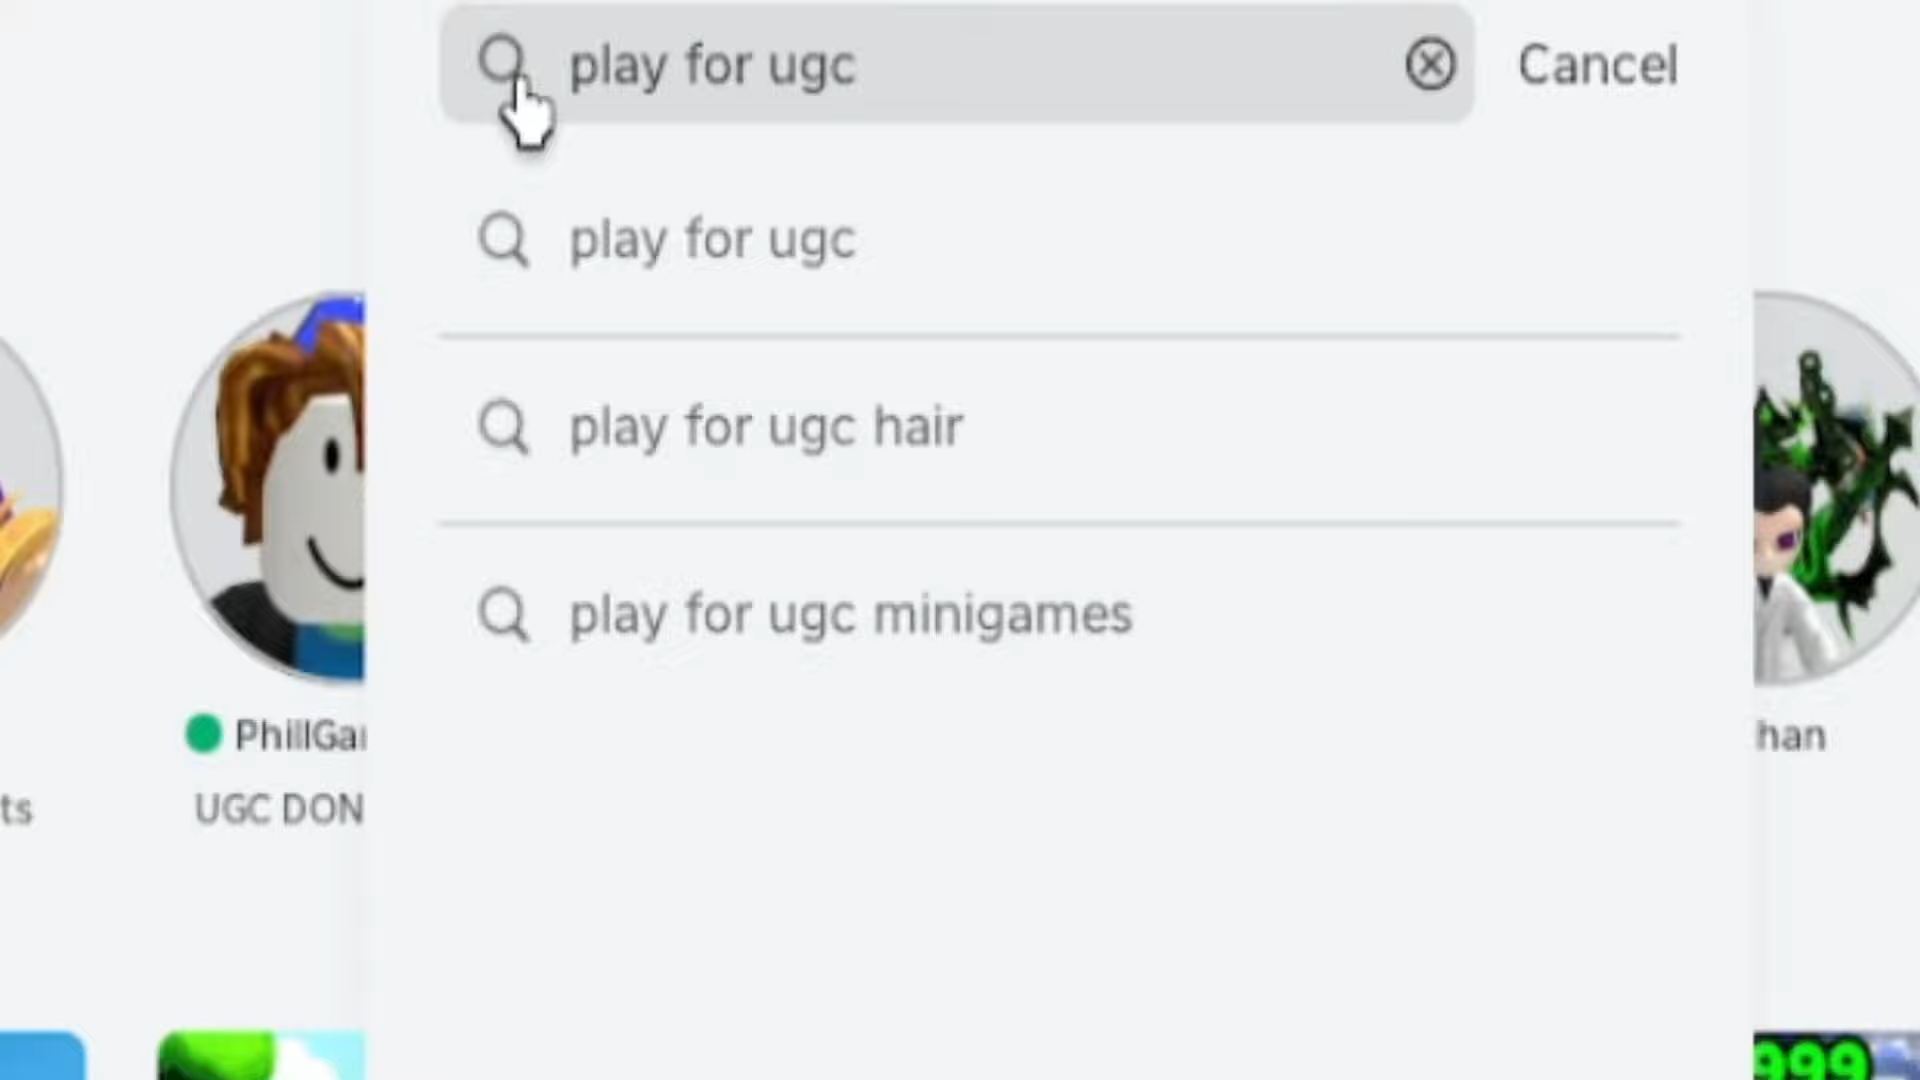 play for ugc
Cancel
play for ugc
play for ugc hair
play for ugc minigames
PhillGa
han
ts
UGC DON
999